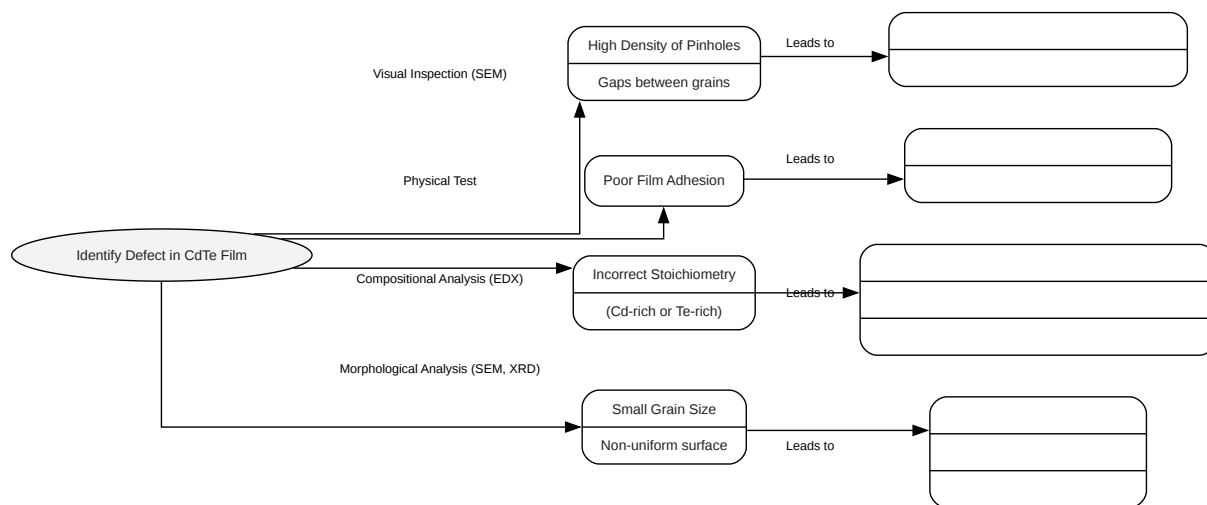 High Density of Pinholes
Gaps between grains
Leads to
Visual Inspection (SEM)
Physical Test
Poor Film Adhesion
Leads to
Identify Defect in CdTe Film
Compositional Analysis (EDX)
Incorrect Stoichiometry
(Cd-rich or Te-rich)
Leads to
Morphological Analysis (SEM, XRD)
Small Grain Size
Non-uniform surface
Leads to